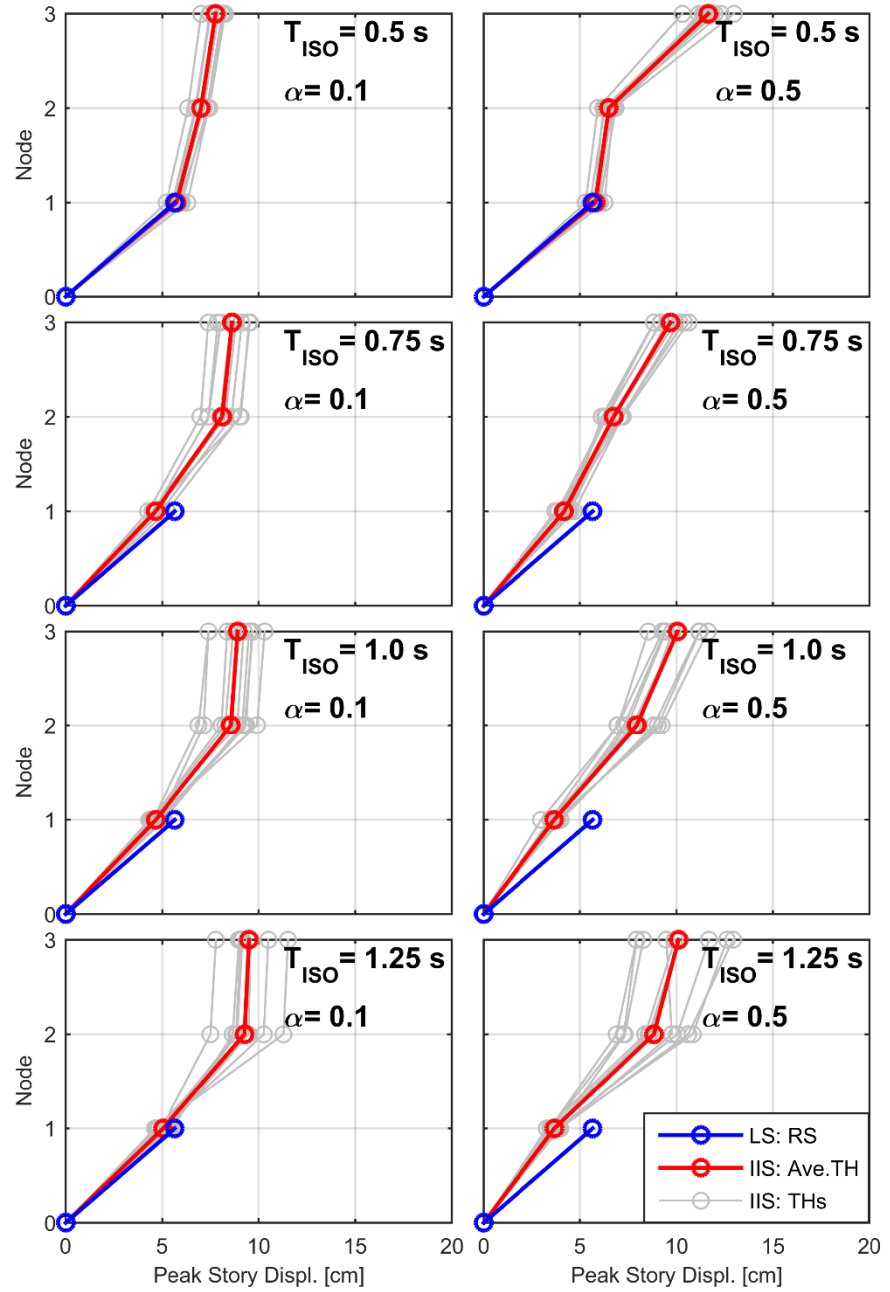 3
2
1
0
Node
T_ISO = 0.5 s
α = 0.1
T_ISO = 0.5 s
α = 0.5
3
2
1
0
Node
T_ISO = 0.75 s
α = 0.1
T_ISO = 0.75 s
α = 0.5
3
2
1
0
Node
T_ISO = 1.0 s
α = 0.1
T_ISO = 1.0 s
α = 0.5
3
2
1
0
Node
T_ISO = 1.25 s
α = 0.1
T_ISO = 1.25 s
α = 0.5
LS: RS
IIS: Ave.TH
IIS: THs
0 5 10 15 20
Peak Story Displ. [cm]
0 5 10 15 20
Peak Story Displ. [cm]